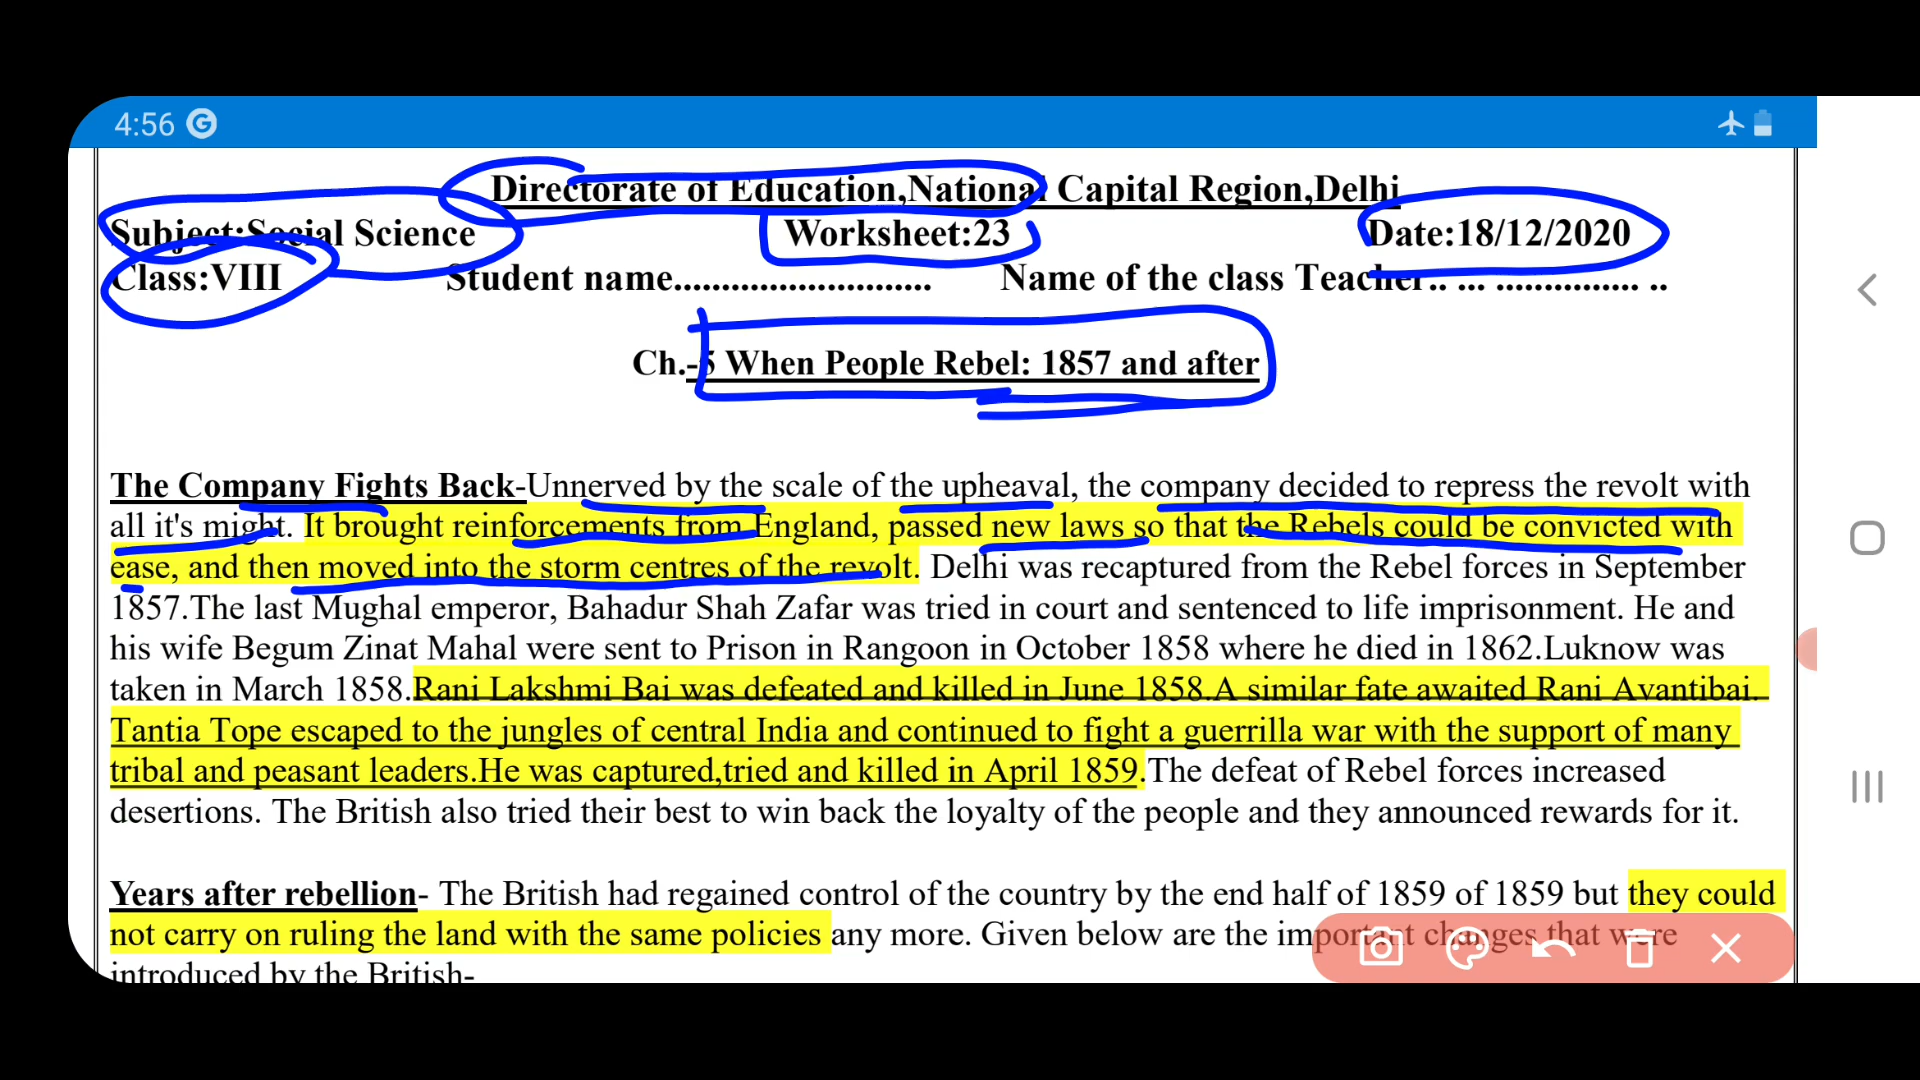 4:56
Directorate of Education,National Capital Region,Delhi
Subject:Social Science Worksheet:23 Date:18/12/2020
Class:VIII Student name........................... Name of the class Teacher.. ... ............... ..
Ch.-5 When People Rebel: 1857 and after
The Company Fights Back-Unnerved by the scale of the upheaval, the company decided to repress the revolt with
all it's might. It brought reinforcements from England, passed new laws so that the Rebels could be convicted with
ease, and then moved into the storm centres of the revolt. Delhi was recaptured from the Rebel forces in September
1857.The last Mughal emperor, Bahadur Shah Zafar was tried in court and sentenced to life imprisonment. He and
his wife Begum Zinat Mahal were sent to Prison in Rangoon in October 1858 where he died in 1862.Luknow was
taken in March 1858.Rani Lakshmi Bai was defeated and killed in June 1858.A similar fate awaited Rani Avantibai.
Tantia Tope escaped to the jungles of central India and continued to fight a guerrilla war with the support of many
tribal and peasant leaders.He was captured,tried and killed in April 1859.The defeat of Rebel forces increased
desertions. The British also tried their best to win back the loyalty of the people and they announced rewards for it.
Years after rebellion- The British had regained control of the country by the end half of 1859 of 1859 but they could
not carry on ruling the land with the same policies any more. Given below are the important changes that were
introduced by the British-